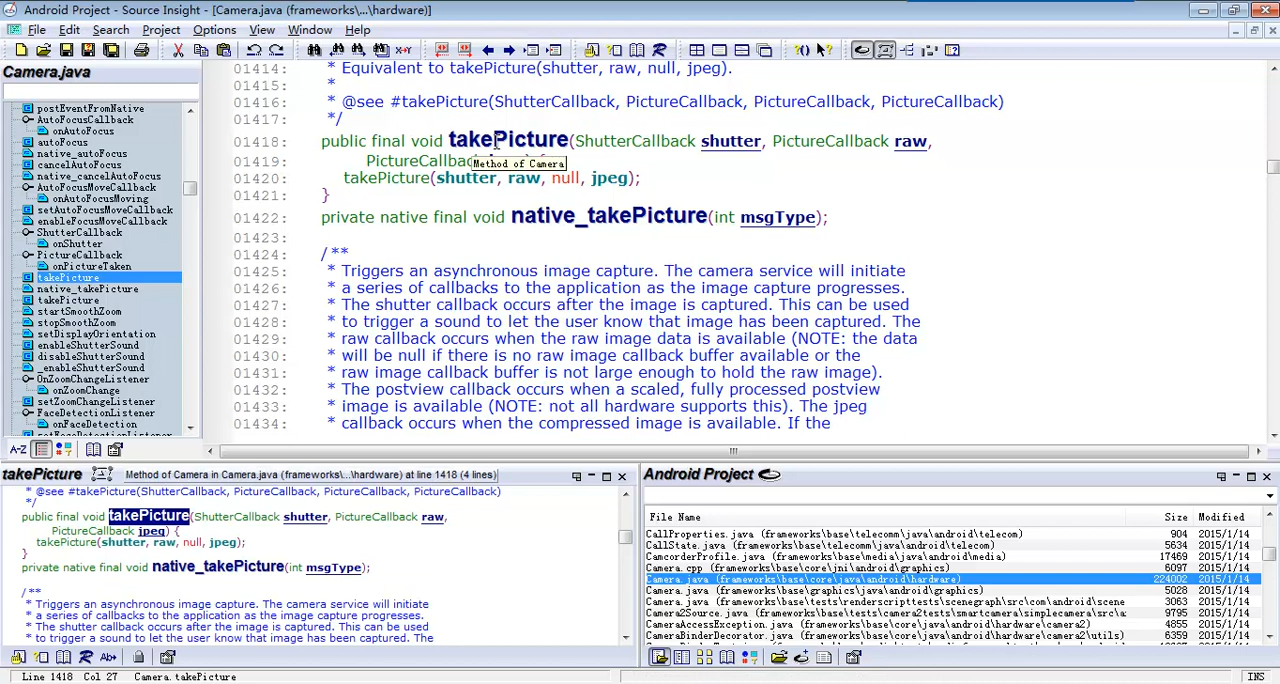 Android Project - Source Insight - [Camera.java (frameworks\...\hardware)]
File Edit Search Project Options View Window Help
Camera.java
postEventFromNative
AutoFocusCallback
onAutoFocus
autoFocus
native_autoFocus
cancelAutoFocus
native_cancelAutoFocus
AutoFocusMoveCallback
onAutoFocusMoving
setAutoFocusMoveCallback
enableFocusMoveCallback
ShutterCallback
onShutter
PictureCallback
onPictureTaken
takePicture
native_takePicture
takePicture
startSmoothZoom
stopSmoothZoom
setDisplayOrientation
enableShutterSound
disableShutterSound
_enableShutterSound
OnZoomChangeListener
onZoomChange
setZoomChangeListener
FaceDetectionListener
onFaceDetection
setFaceDetectionListener
A-Z
01414: * Equivalent to takePicture(shutter, raw, null, jpeg).
01415: *
01416: * @see #takePicture(ShutterCallback, PictureCallback, PictureCallback, PictureCallback)
01417: */
01418: public final void takePicture(ShutterCallback shutter, PictureCallback raw,
01419: PictureCallbac
Method of Camera
01420: takePicture(shutter, raw, null, jpeg);
01421: }
01422: private native final void native_takePicture(int msgType);
01423:
01424: /**
01425: * Triggers an asynchronous image capture. The camera service will initiate
01426: * a series of callbacks to the application as the image capture progresses.
01427: * The shutter callback occurs after the image is captured. This can be used
01428: * to trigger a sound to let the user know that image has been captured. The
01429: * raw callback occurs when the raw image data is available (NOTE: the data
01430: * will be null if there is no raw image callback buffer available or the
01431: * raw image callback buffer is not large enough to hold the raw image).
01432: * The postview callback occurs when a scaled, fully processed postview
01433: * image is available (NOTE: not all hardware supports this). The jpeg
01434: * callback occurs when the compressed image is available. If the
takePicture Method of Camera in Camera.java (frameworks\...\hardware) at line 1418 (4 lines)
* @see #takePicture(ShutterCallback, PictureCallback, PictureCallback, PictureCallback)
*/
public final void takePicture(ShutterCallback shutter, PictureCallback raw,
PictureCallback jpeg) {
takePicture(shutter, raw, null, jpeg);
}
private native final void native_takePicture(int msgType);
/**
* Triggers an asynchronous image capture. The camera service will initiate
* a series of callbacks to the application as the image capture progresses.
* The shutter callback occurs after the image is captured. This can be used
* to trigger a sound to let the user know that image has been captured. The
Android Project
File Name Size Modified
CallProperties.java (frameworks\base\telecomm\java\android\telecom) 904 2015/1/14
CallState.java (frameworks\base\telecomm\java\android\telecom) 5634 2015/1/14
CamcorderProfile.java (frameworks\base\media\java\android\media) 17469 2015/1/14
Camera.cpp (frameworks\base\core\jni\android\graphics) 6097 2015/1/14
Camera.java (frameworks\base\core\java\android\hardware) 224002 2015/1/14
Camera.java (frameworks\base\graphics\java\android\graphics) 5028 2015/1/14
Camera.java (frameworks\base\tests\renderscripttests\scenegraph\src\com\android\scene 3063 2015/1/14
Camera2Source.java (frameworks\base\tests\camera2tests\smartcamera\simplecamera\src\a 9795 2015/1/14
CameraAccessException.java (frameworks\base\core\java\android\hardware\camera2) 4855 2015/1/14
CameraBinderDecorator.java (frameworks\base\core\java\android\hardware\camera2\utils) 6359 2015/1/14
Line 1418 Col 27 Camera.takePicture INS